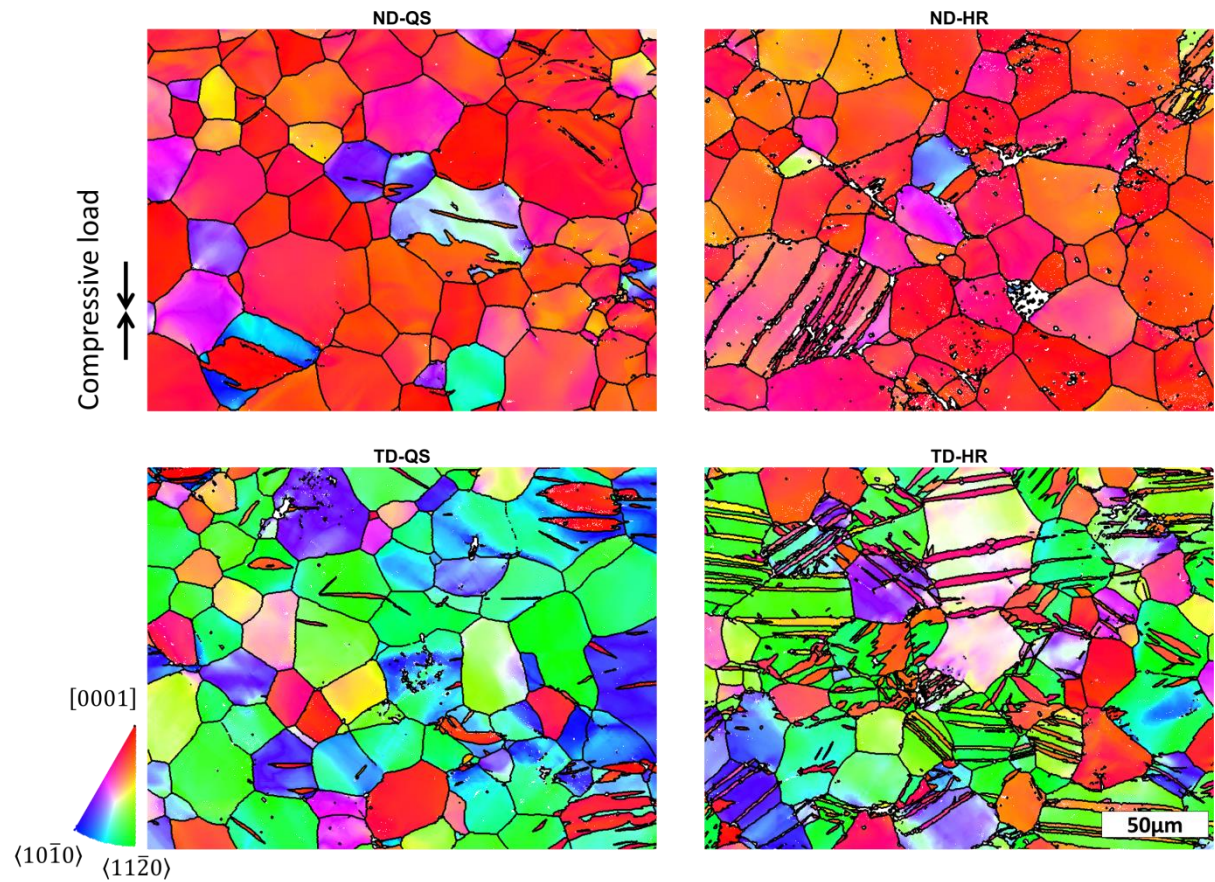 ND-QS
ND-HR
Compressive load
TD-QS
TD-HR
[0001]
⟨101̅0⟩
⟨112̅0⟩
50μm